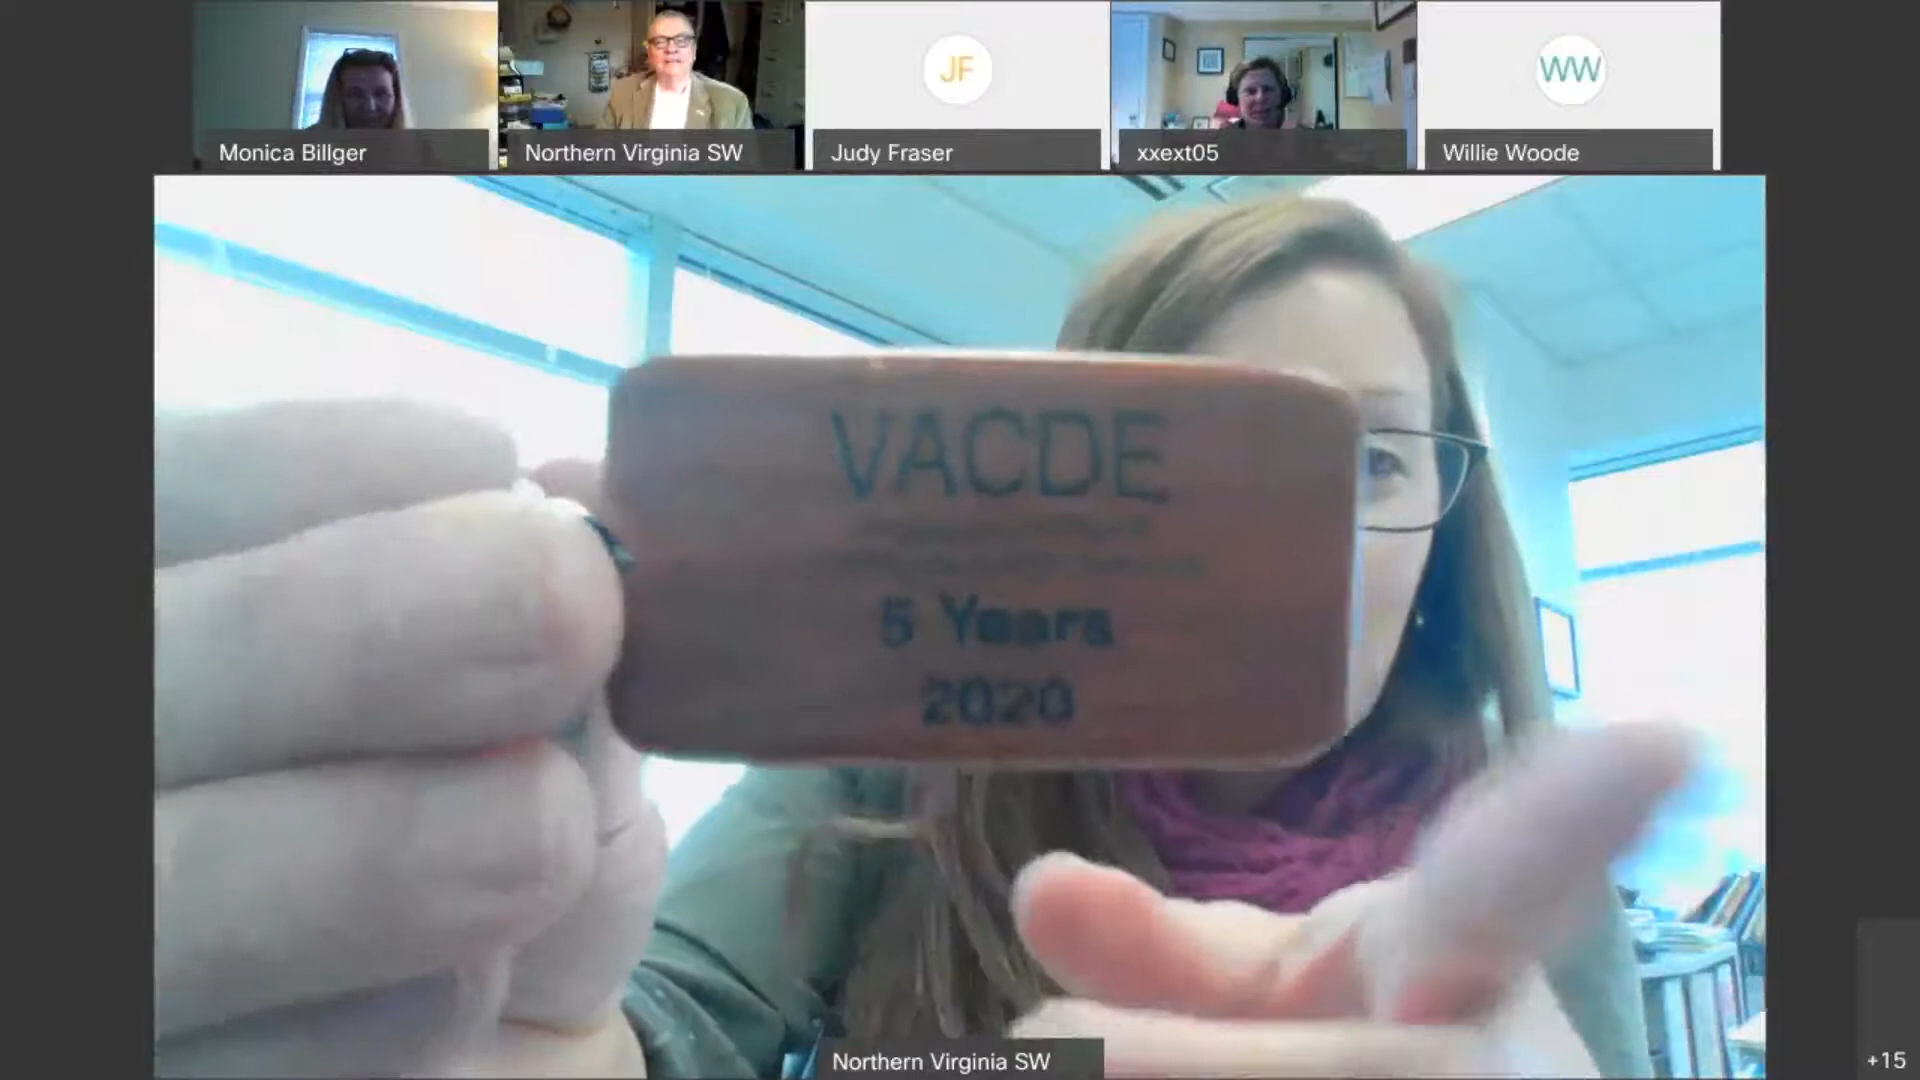 JF
WW
Monica Billger
Northern Virginia SW
Judy Fraser
xxext05
Willie Woode
VACDE
5 Years
2020
Northern Virginia SW
+15